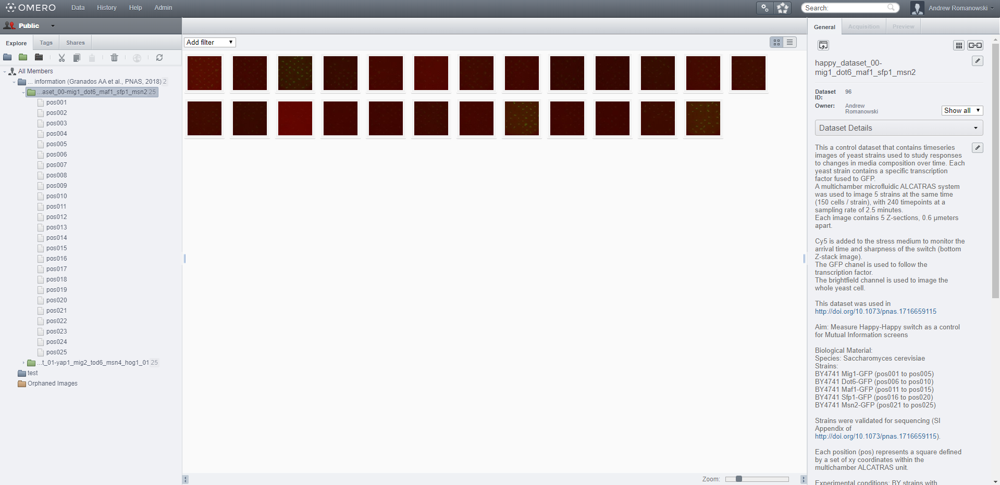 OMERO Data History Help Admin Search: Andrew Romanowski
Public
Explore Tags Shares
All Members
... information (Granados AA et al., PNAS, 2018) 2
...aset_00-mig1_dot6_maf1_sfp1_msn2 25
pos001
pos002
pos003
pos004
pos005
pos006
pos007
pos008
pos009
pos010
pos011
pos012
pos013
pos014
pos015
pos016
pos017
pos018
pos019
pos020
pos021
pos022
pos023
pos024
pos025
...t_01-yap1_mig2_tod6_msn4_hog1_01 25
test
Orphaned Images
Add filter
Zoom:
General Acquisition Preview
happy_dataset_00-
mig1_dot6_maf1_sfp1_msn2
Dataset 96
ID:
Owner: Andrew
Romanowski
Show all
Dataset Details
This a control dataset that contains timeseries
images of yeast strains used to study responses
to changes in media composition over time. Each
yeast strain contains a specific transcription
factor fused to GFP.
A multichamber microfluidic ALCATRAS system
was used to image 5 strains at the same time
(150 cells / strain), with 240 timepoints at a
sampling rate of 2.5 minutes.
Each image contains 5 Z-sections, 0.6 µmeters
apart.
Cy5 is added to the stress medium to monitor the
arrival time and sharpness of the switch (bottom
Z-stack image).
The GFP chanel is used to follow the
transcription factor.
The brightfield channel is used to image the
whole yeast cell.
This dataset was used in
http://doi.org/10.1073/pnas.1716659115
Aim: Measure Happy-Happy switch as a control
for Mutual Information screens
Biological Material:
Species: Saccharomyces cerevisiae
Strains:
BY4741 Mig1-GFP (pos001 to pos005)
BY4741 Dot6-GFP (pos006 to pos010)
BY4741 Maf1-GFP (pos011 to pos015)
BY4741 Sfp1-GFP (pos016 to pos020)
BY4741 Msn2-GFP (pos021 to pos025)
Strains were validated for sequencing (SI
Appendix of
http://doi.org/10.1073/pnas.1716659115).
Each position (pos) represents a square defined
by a set of xy coordinates within the
multichamber ALCATRAS unit.
Experimental conditions: BY strains with